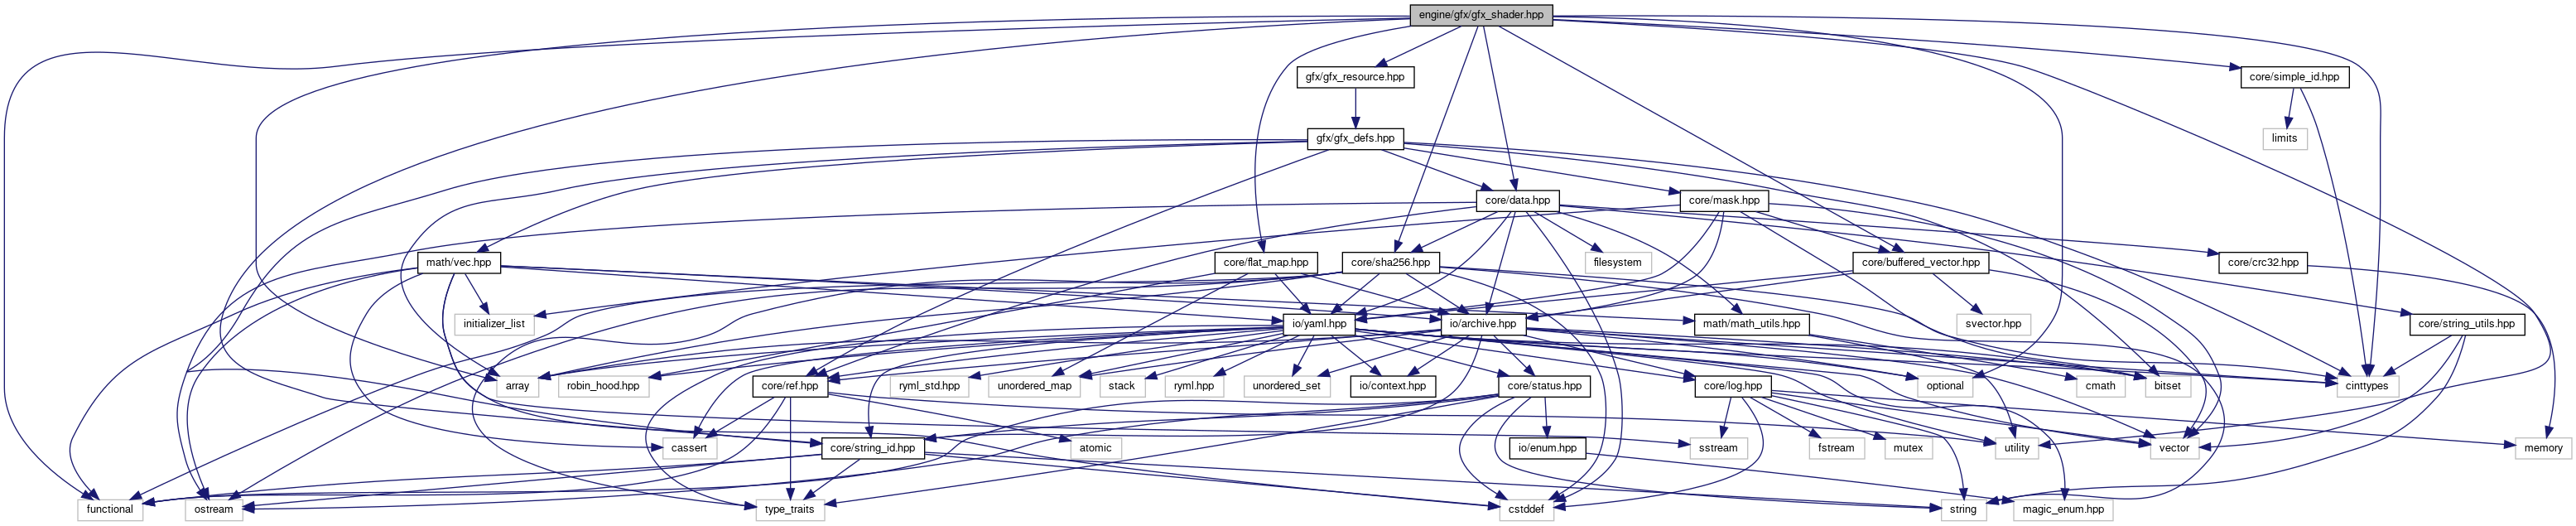 engine/gfx/gfx_shader.hpp
gfx/gfx_resource.hpp
core/simple_id.hpp
gfx/gfx_defs.hpp
limits
core/data.hpp
core/mask.hpp
math/vec.hpp
core/flat_map.hpp
core/sha256.hpp
filesystem
core/buffered_vector.hpp
core/crc32.hpp
initializer_list
io/yaml.hpp
io/archive.hpp
math/math_utils.hpp
svector.hpp
core/string_utils.hpp
array
robin_hood.hpp
core/ref.hpp
ryml_std.hpp
unordered_map
stack
ryml.hpp
unordered_set
io/context.hpp
core/status.hpp
core/log.hpp
optional
cmath
bitset
cinttypes
cassert
core/string_id.hpp
atomic
io/enum.hpp
sstream
fstream
mutex
utility
vector
memory
functional
ostream
type_traits
cstddef
string
magic_enum.hpp